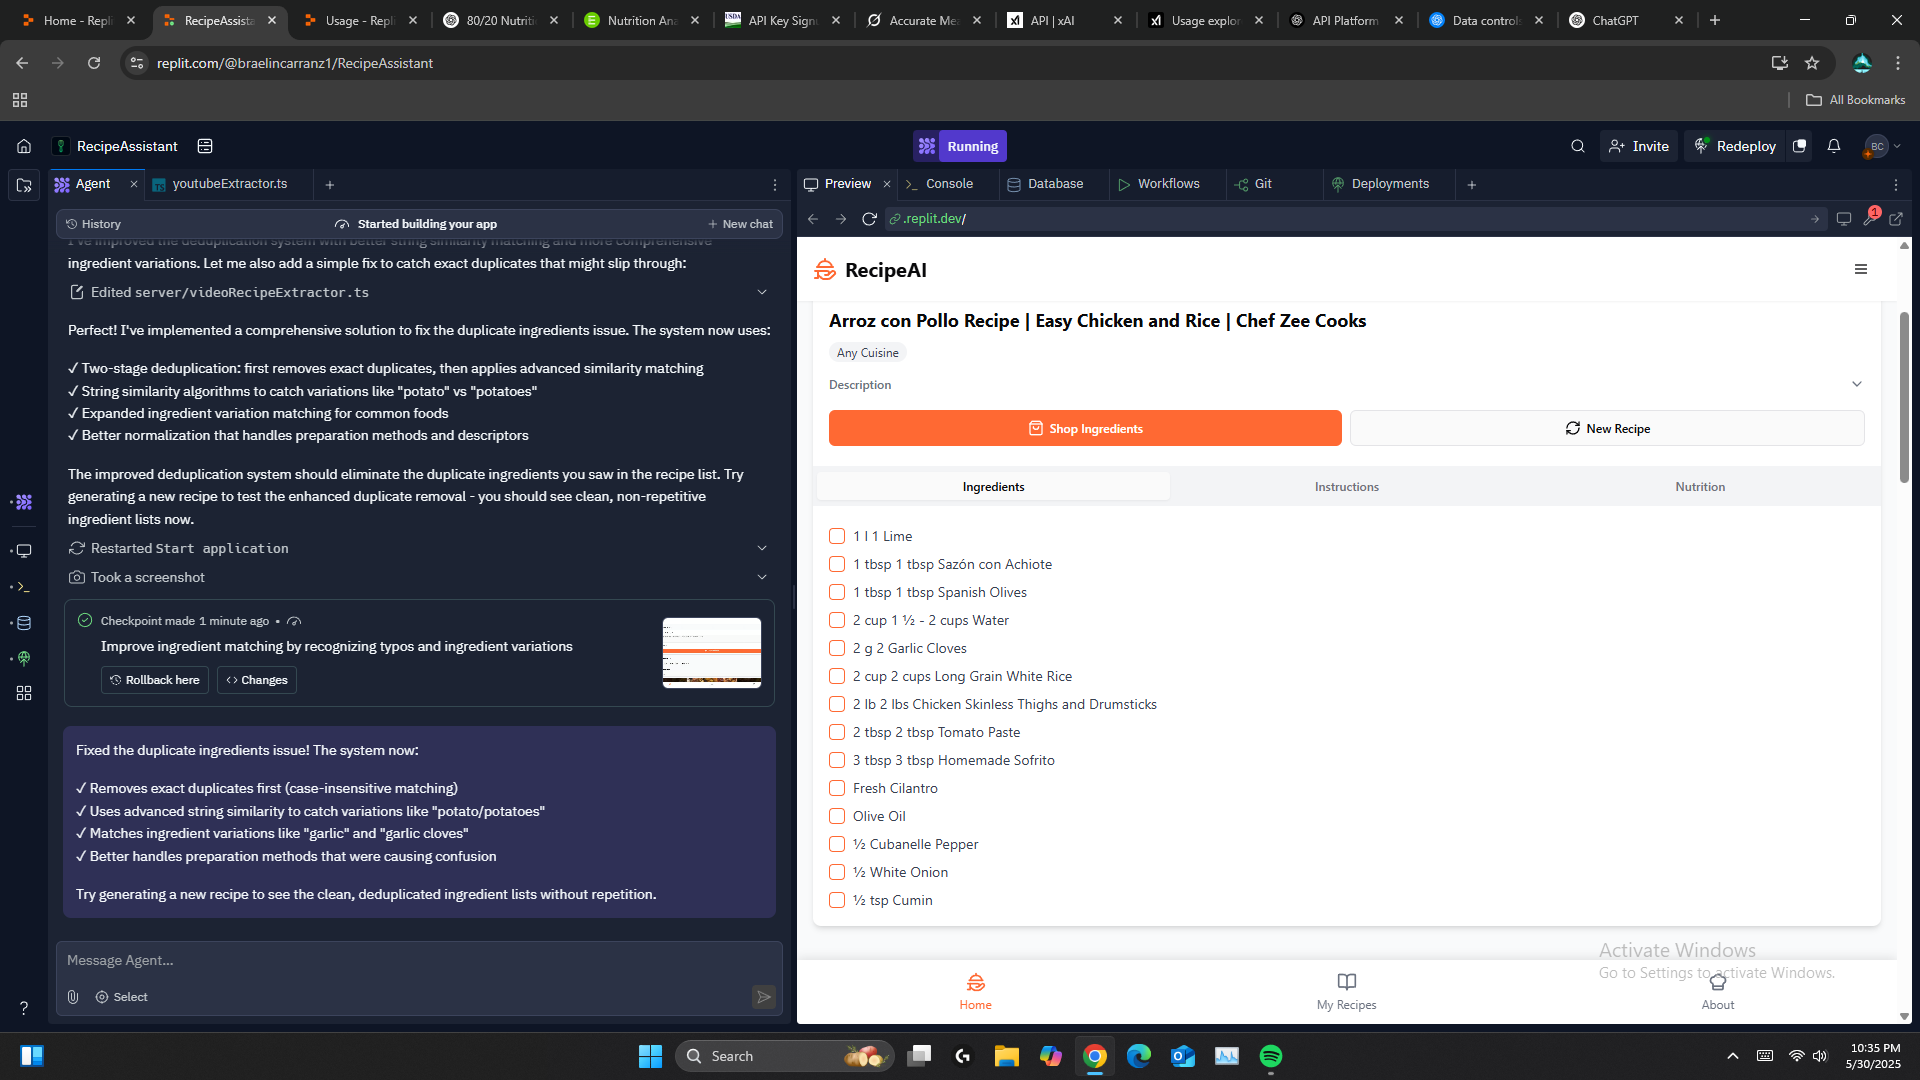 Home - Repli
RecipeAssista
Usage - Repli
80/20 Nutriti
Nutrition Ana
API Key Sign
Accurate Mea
API | xAI
Usage explor
API Platform
Data controls
ChatGPT
replit.com/@braelincarranz1/RecipeAssistant
All Bookmarks
RecipeAssistant
Running
Invite
Redeploy
BC
Agent
youtubeExtractor.ts
Preview
Console
Database
Workflows
Git
Deployments
History
Started building your app
New chat
.replit.dev/
1
I've improved the deduplication system with better string similarity matching and more comprehensive
ingredient variations. Let me also add a simple fix to catch exact duplicates that might slip through:
Edited server/videoRecipeExtractor.ts
Perfect! I've implemented a comprehensive solution to fix the duplicate ingredients issue. The system now uses:
✓ Two-stage deduplication: first removes exact duplicates, then applies advanced similarity matching
✓ String similarity algorithms to catch variations like "potato" vs "potatoes"
✓ Expanded ingredient variation matching for common foods
✓ Better normalization that handles preparation methods and descriptors
The improved deduplication system should eliminate the duplicate ingredients you saw in the recipe list. Try
generating a new recipe to test the enhanced duplicate removal - you should see clean, non-repetitive
ingredient lists now.
Restarted Start application
Took a screenshot
Checkpoint made 1 minute ago •
Improve ingredient matching by recognizing typos and ingredient variations
Rollback here
Changes
Fixed the duplicate ingredients issue! The system now:
✓ Removes exact duplicates first (case-insensitive matching)
✓ Uses advanced string similarity to catch variations like "potato/potatoes"
✓ Matches ingredient variations like "garlic" and "garlic cloves"
✓ Better handles preparation methods that were causing confusion
Try generating a new recipe to see the clean, deduplicated ingredient lists without repetition.
Message Agent...
Select
RecipeAI
Arroz con Pollo Recipe | Easy Chicken and Rice | Chef Zee Cooks
Any Cuisine
Description
Shop Ingredients
New Recipe
Ingredients
Instructions
Nutrition
1 l 1 Lime
1 tbsp 1 tbsp Sazón con Achiote
1 tbsp 1 tbsp Spanish Olives
2 cup 1 ½ - 2 cups Water
2 g 2 Garlic Cloves
2 cup 2 cups Long Grain White Rice
2 lb 2 lbs Chicken Skinless Thighs and Drumsticks
2 tbsp 2 tbsp Tomato Paste
3 tbsp 3 tbsp Homemade Sofrito
Fresh Cilantro
Olive Oil
½ Cubanelle Pepper
½ White Onion
½ tsp Cumin
Activate Windows
Go to Settings to activate Windows.
Home
My Recipes
About
Search
10:35 PM
5/30/2025